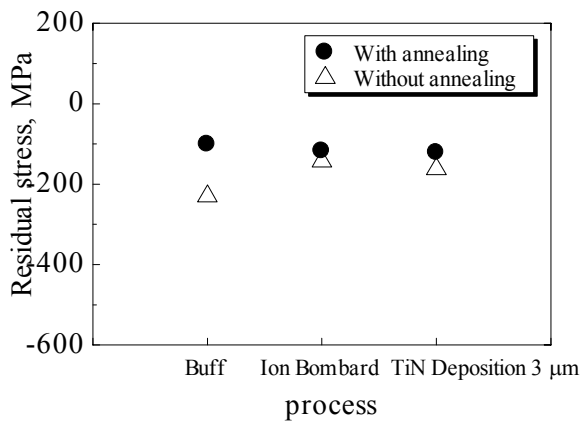 200
With annealing
Without annealing
0
-200
-400
-600
Residual stress, MPa
Buff
Ion Bombard
TiN Deposition 3 μm
process